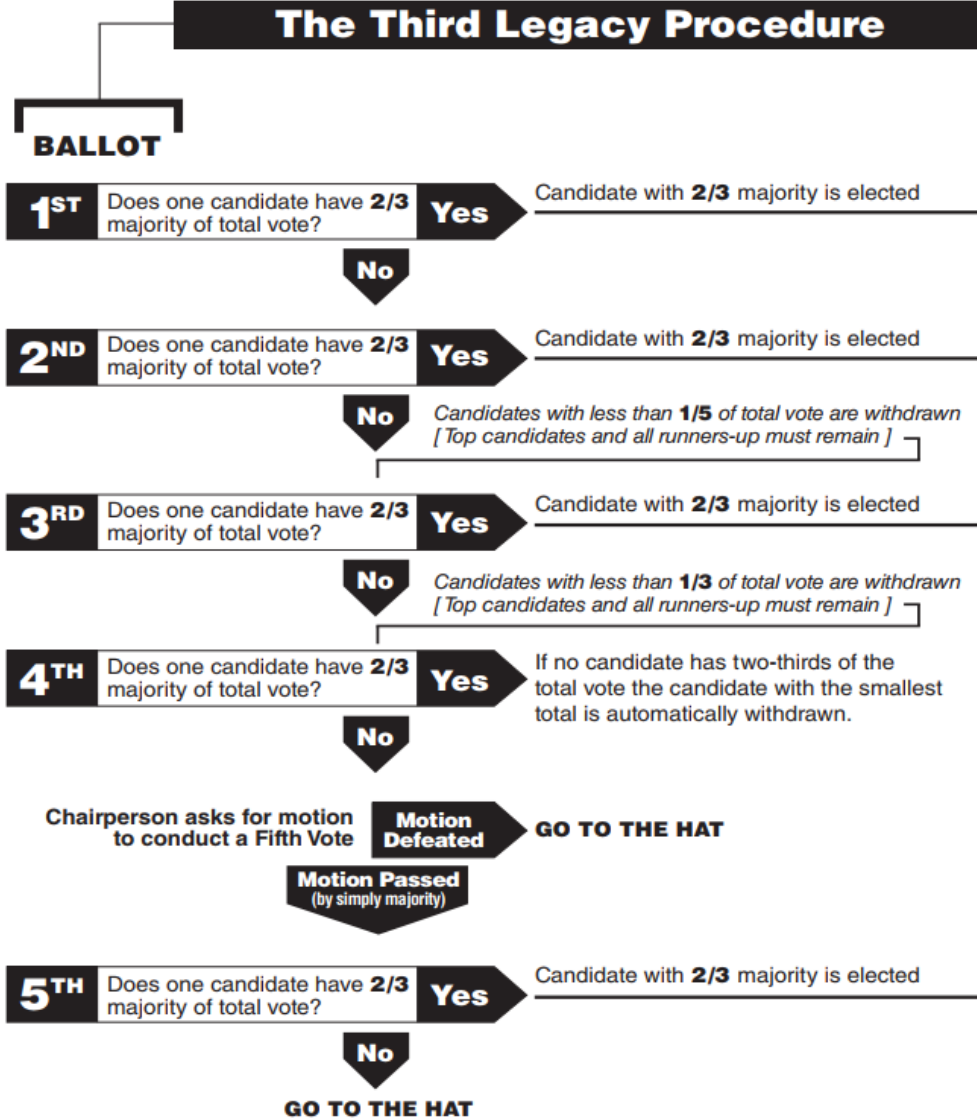 The Third Legacy Procedure
BALLOT
1ST
Does one candidate have 2/3
majority of total vote?
Yes
Candidate with 2/3 majority is elected
No
2ND
Does one candidate have 2/3
majority of total vote?
Yes
Candidate with 2/3 majority is elected
No
Candidates with less than 1/5 of total vote are withdrawn
[ Top candidates and all runners-up must remain ]
3RD
Does one candidate have 2/3
majority of total vote?
Yes
Candidate with 2/3 majority is elected
No
Candidates with less than 1/3 of total vote are withdrawn
[ Top candidates and all runners-up must remain ]
4TH
Does one candidate have 2/3
majority of total vote?
Yes
If no candidate has two-thirds of the
total vote the candidate with the smallest
total is automatically withdrawn.
No
Chairperson asks for motion
to conduct a Fifth Vote
Motion
Defeated
GO TO THE HAT
Motion Passed
(by simply majority)
5TH
Does one candidate have 2/3
majority of total vote?
Yes
Candidate with 2/3 majority is elected
No
GO TO THE HAT